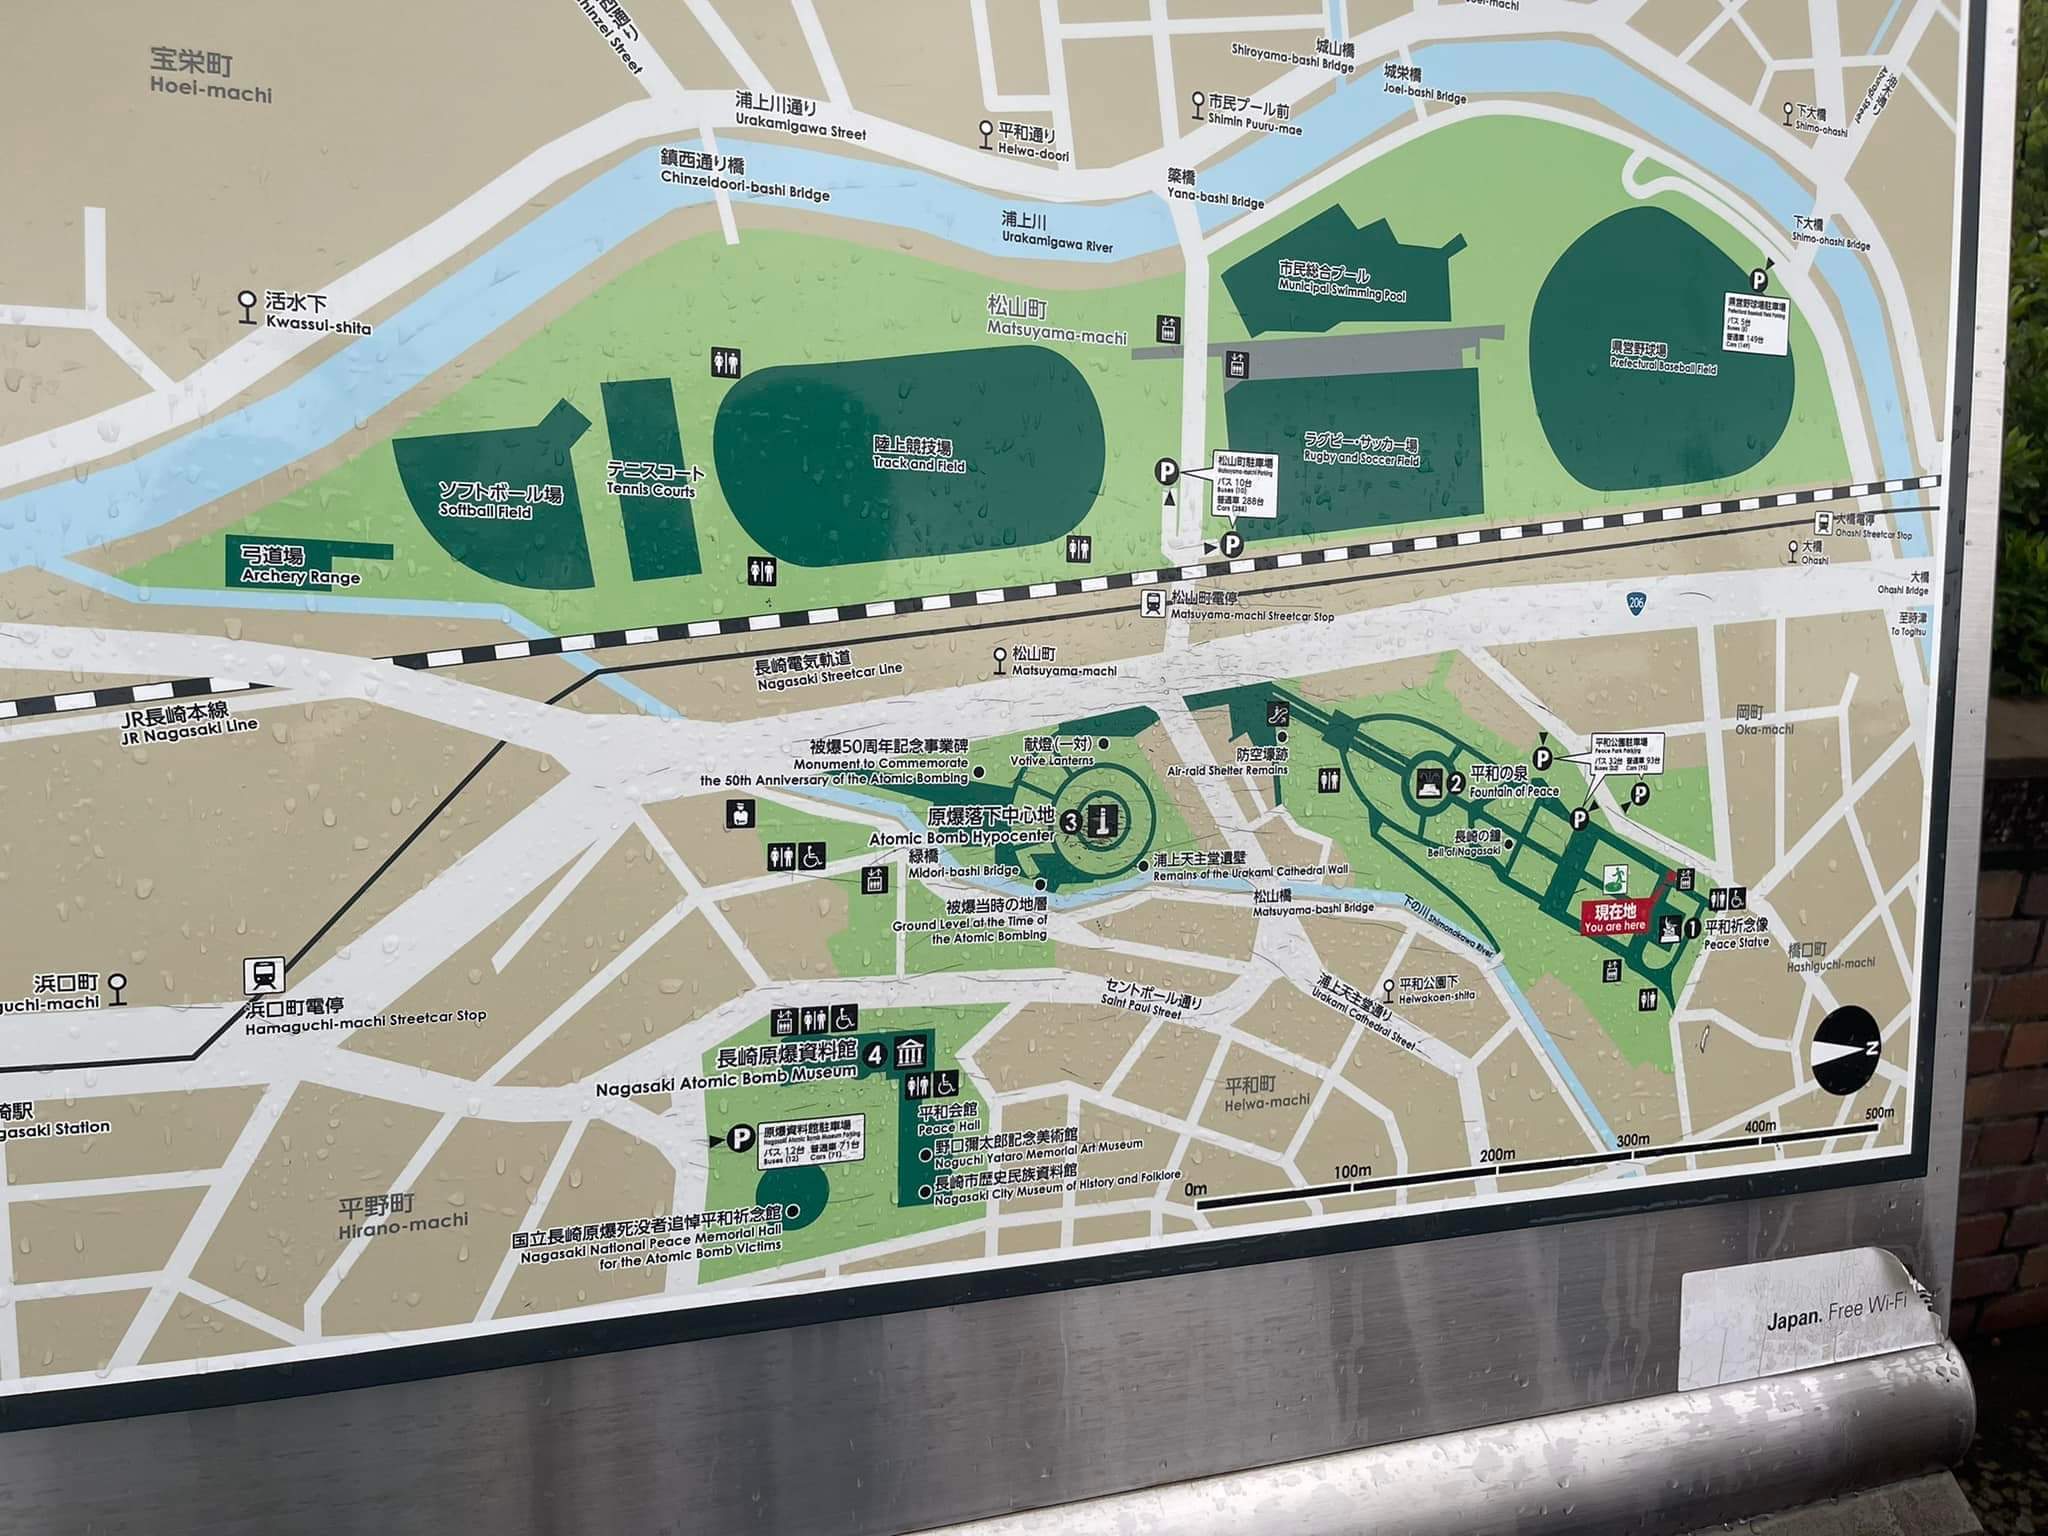 宝栄町
Hoei-machi
Chinzei Street
浦上川通り
Urakamigawa Street
鎮西通り橋
Chinzeidoori-bashi Bridge
平和通り
Heiwa-doori
市民プール前
Shimin Puuru-mae
城山橋
Shiroyama-bashi Bridge
城栄橋
Joei-bashi Bridge
下大橋
Shimo-ohashi
下大橋
Shimo-ohashi Bridge
簗橋
Yana-bashi Bridge
浦上川
Urakamigawa River
活水下
Kwassui-shita
松山町
Matsuyama-machi
市民総合プール
Municipal Swimming Pool
県営野球場
Prefectural Baseball Field
P
県営野球場駐車場
Prefectural Baseball Field Parking
バス 5台
Buses (5)
普通車 149台
Cars (149)
陸上競技場
Track and Field
テニスコート
Tennis Courts
ソフトボール場
Softball Field
弓道場
Archery Range
ラグビー・サッカー場
Rugby and Soccer Field
P
松山町駐車場
Matsuyama-machi Parking
バス 10台
Buses (10)
普通車 288台
Cars (288)
P
大橋電停
Ohashi Streetcar Stop
大橋
Ohashi
大橋
Ohashi Bridge
至時津
To Togitsu
206
松山町電停
Matsuyama-machi Streetcar Stop
松山町
Matsuyama-machi
長崎電気軌道
Nagasaki Streetcar Line
JR長崎本線
JR Nagasaki Line
被爆50周年記念事業碑
Monument to Commemorate
the 50th Anniversary of the Atomic Bombing
献燈(一対)
Votive Lanterns
防空壕跡
Air-raid Shelter Remains
岡町
Oka-machi
平和公園駐車場
Peace Park Parking
バス 32台 普通車 93台
Buses (32) Cars (93)
P
P
P
2 平和の泉
Fountain of Peace
長崎の鐘
Bell of Nagasaki
原爆落下中心地 3
Atomic Bomb Hypocenter
緑橋
Midori-bashi Bridge
浦上天主堂遺壁
Remains of the Urakami Cathedral Wall
被爆当時の地層
Ground Level at the Time of
the Atomic Bombing
松山橋
Matsuyama-bashi Bridge
下の川 Shimonokawa River
現在地
You are here
1 平和祈念像
Peace Statue
橋口町
Hashiguchi-machi
浜口町
guchi-machi
浜口町電停
Hamaguchi-machi Streetcar Stop
セントポール通り
Saint Paul Street
浦上天主堂通り
Urakami Cathedral Street
平和公園下
Heiwakoen-shita
長崎原爆資料館 4
Nagasaki Atomic Bomb Museum
平和会館
Peace Hall
平和町
Heiwa-machi
崎駅
gasaki Station
P
原爆資料館駐車場
Nagasaki Atomic Bomb Museum Parking
バス 12台 普通車 71台
Buses (12) Cars (71)
野口彌太郎記念美術館
Noguchi Yataro Memorial Art Museum
長崎市歴史民族資料館
Nagasaki City Museum of History and Folklore
平野町
Hirano-machi
国立長崎原爆死没者追悼平和祈念館
Nagasaki National Peace Memorial Hall
for the Atomic Bomb Victims
N
0m 100m 200m 300m 400m 500m
Japan. Free Wi-Fi